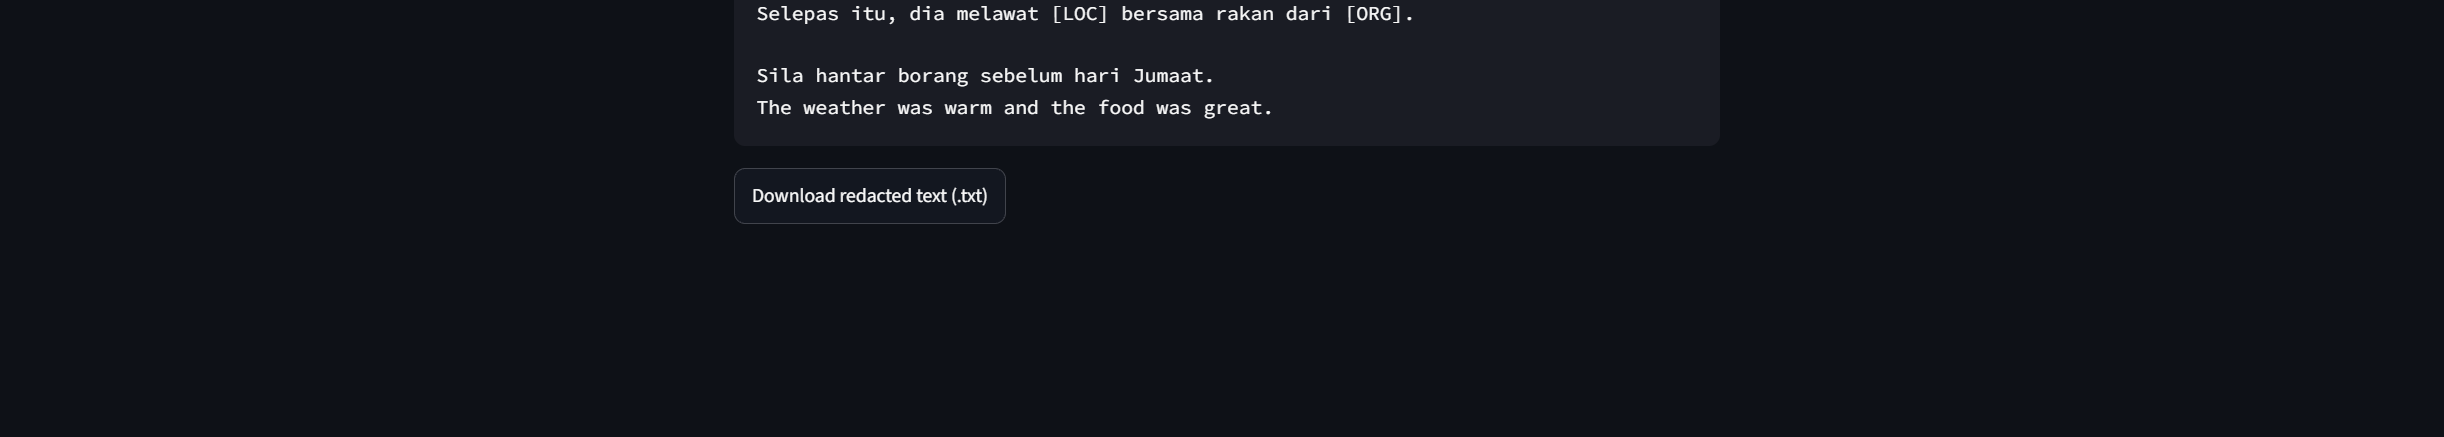 Selepas itu, dia melawat [LOC] bersama rakan dari [ORG].
Sila hantar borang sebelum hari Jumaat.
The weather was warm and the food was great.
Download redacted text (.txt)